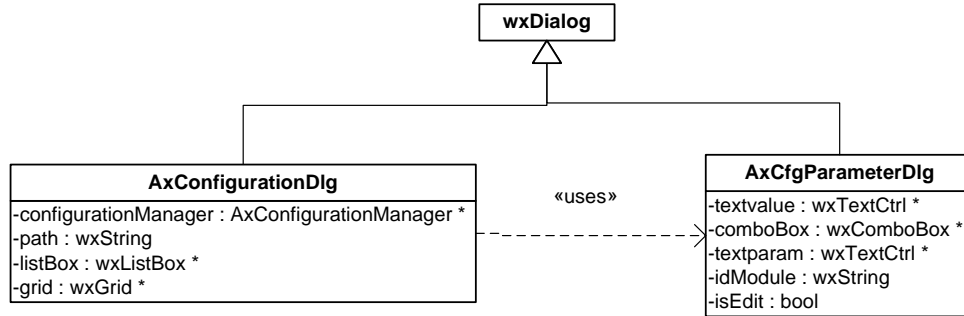 wxDialog
AxConfigurationDlg
-configurationManager : AxConfigurationManager *
-path : wxString
-listBox : wxListBox *
-grid : wxGrid *
«uses»
AxCfgParameterDlg
-textvalue : wxTextCtrl *
-comboBox : wxComboBox *
-textparam : wxTextCtrl *
-idModule : wxString
-isEdit : bool